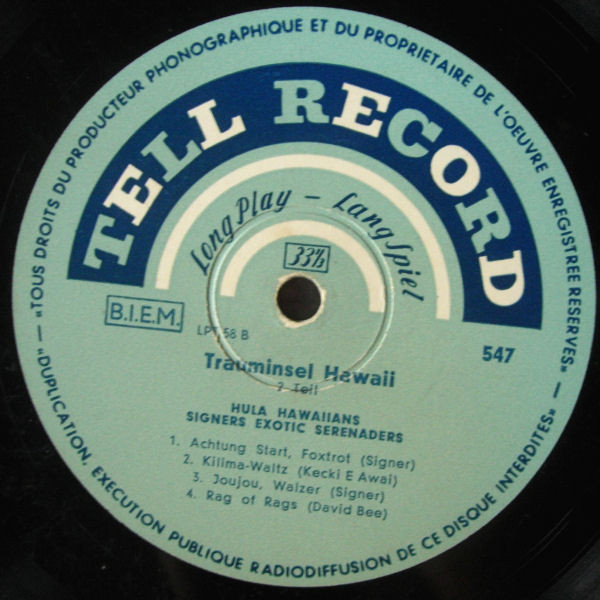 «TOUS DROITS DU PRODUCTEUR PHONOGRAPHIQUE ET DU PROPRIETAIRE DE L'OEUVRE ENREGISTREE RESERVES» —
TELL RECORD
Long Play – Lang Spiel
33⅓
B.I.E.M.
LPT 58 B
547
Trauminsel Hawaii
2. Teil
HULA HAWAIIANS
SIGNERS EXOTIC SERENADERS
1. Achtung Start, Foxtrot (Signer)
2. Kilima-Waltz (Kecki E Awai)
3. Joujou, Walzer (Signer)
4. Rag of Rags (David Bee)
«DUPLICATION, EXECUTION PUBLIQUE RADIODIFFUSION DE CE DISQUE INTERDITES» —